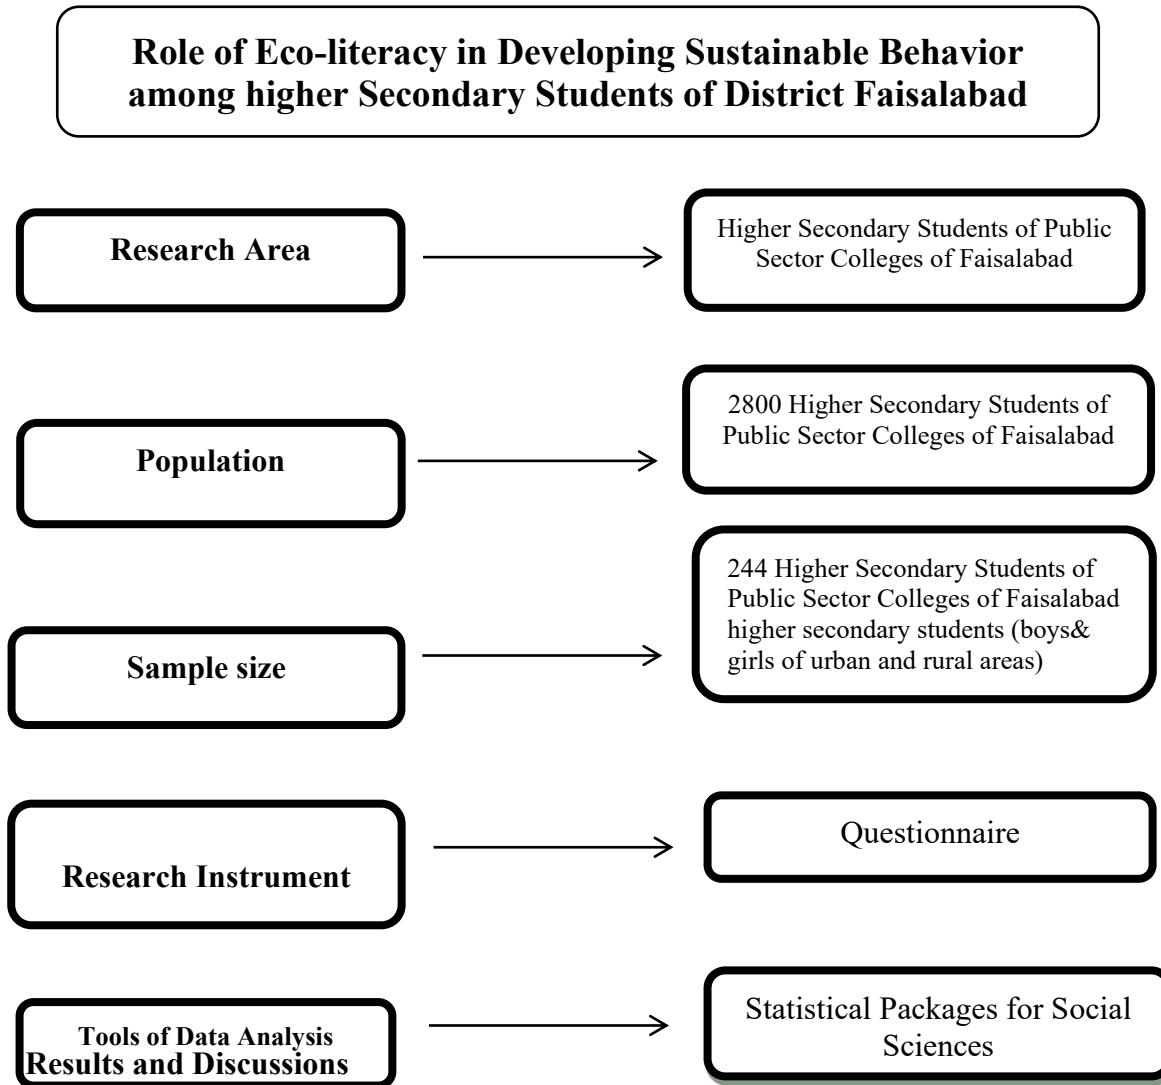 Role of Eco-literacy in Developing Sustainable Behavior
among higher Secondary Students of District Faisalabad
Research Area
Higher Secondary Students of Public
Sector Colleges of Faisalabad
Population
2800 Higher Secondary Students of
Public Sector Colleges of Faisalabad
Sample size
244 Higher Secondary Students of
Public Sector Colleges of Faisalabad
higher secondary students (boys&
girls of urban and rural areas)
Research Instrument
Questionnaire
Tools of Data Analysis
Results and Discussions
Statistical Packages for Social
Sciences